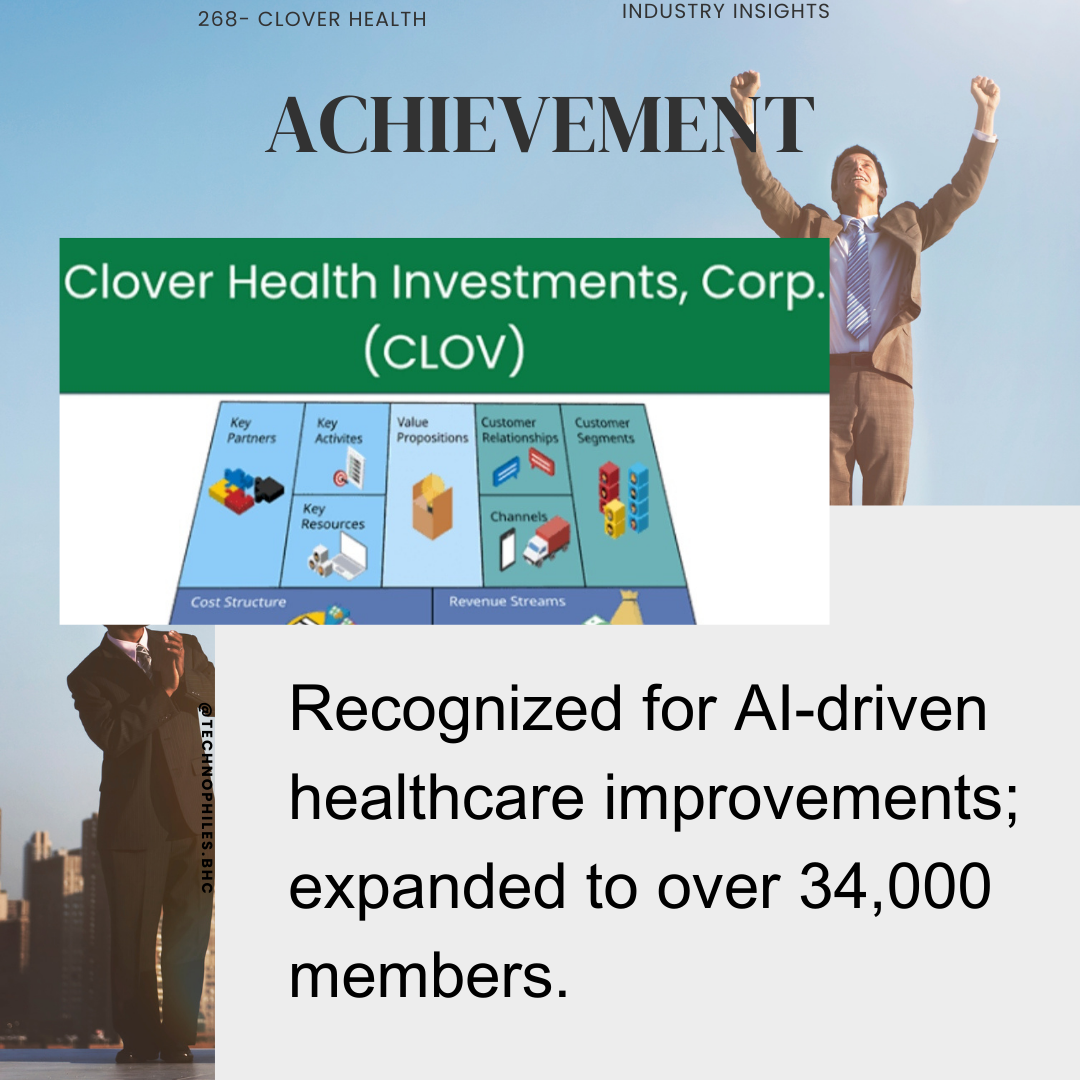 268- CLOVER HEALTH
INDUSTRY INSIGHTS
ACHIEVEMENT
Clover Health Investments, Corp.
(CLOV)
Key
Partners
Key
Activites
Value
Propositions
Customer
Relationships
Customer
Segments
Key
Resources
Channels
Cost Structure
Revenue Streams
@TECHNOPHILES.BHC
Recognized for AI-driven
healthcare improvements;
expanded to over 34,000
members.